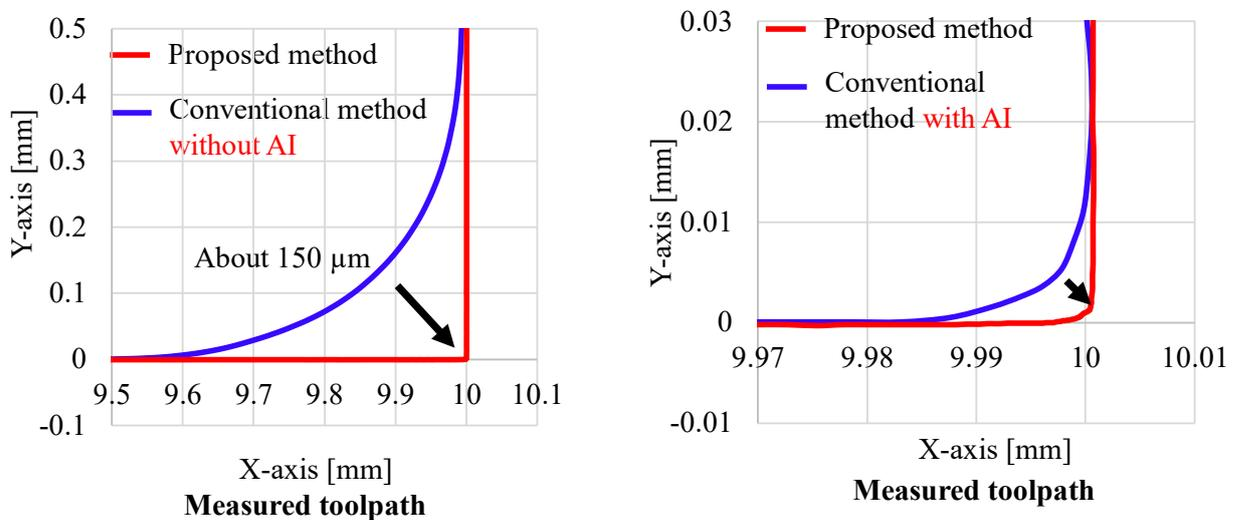 0.5
0.4
0.3
0.2
0.1
0
-0.1
Y-axis [mm]
Proposed method
Conventional method
without AI
About 150 µm
9.5 9.6 9.7 9.8 9.9 10 10.1
X-axis [mm]
Measured toolpath
0.03
0.02
0.01
0
-0.01
Y-axis [mm]
Proposed method
Conventional
method with AI
9.97 9.98 9.99 10 10.01
X-axis [mm]
Measured toolpath